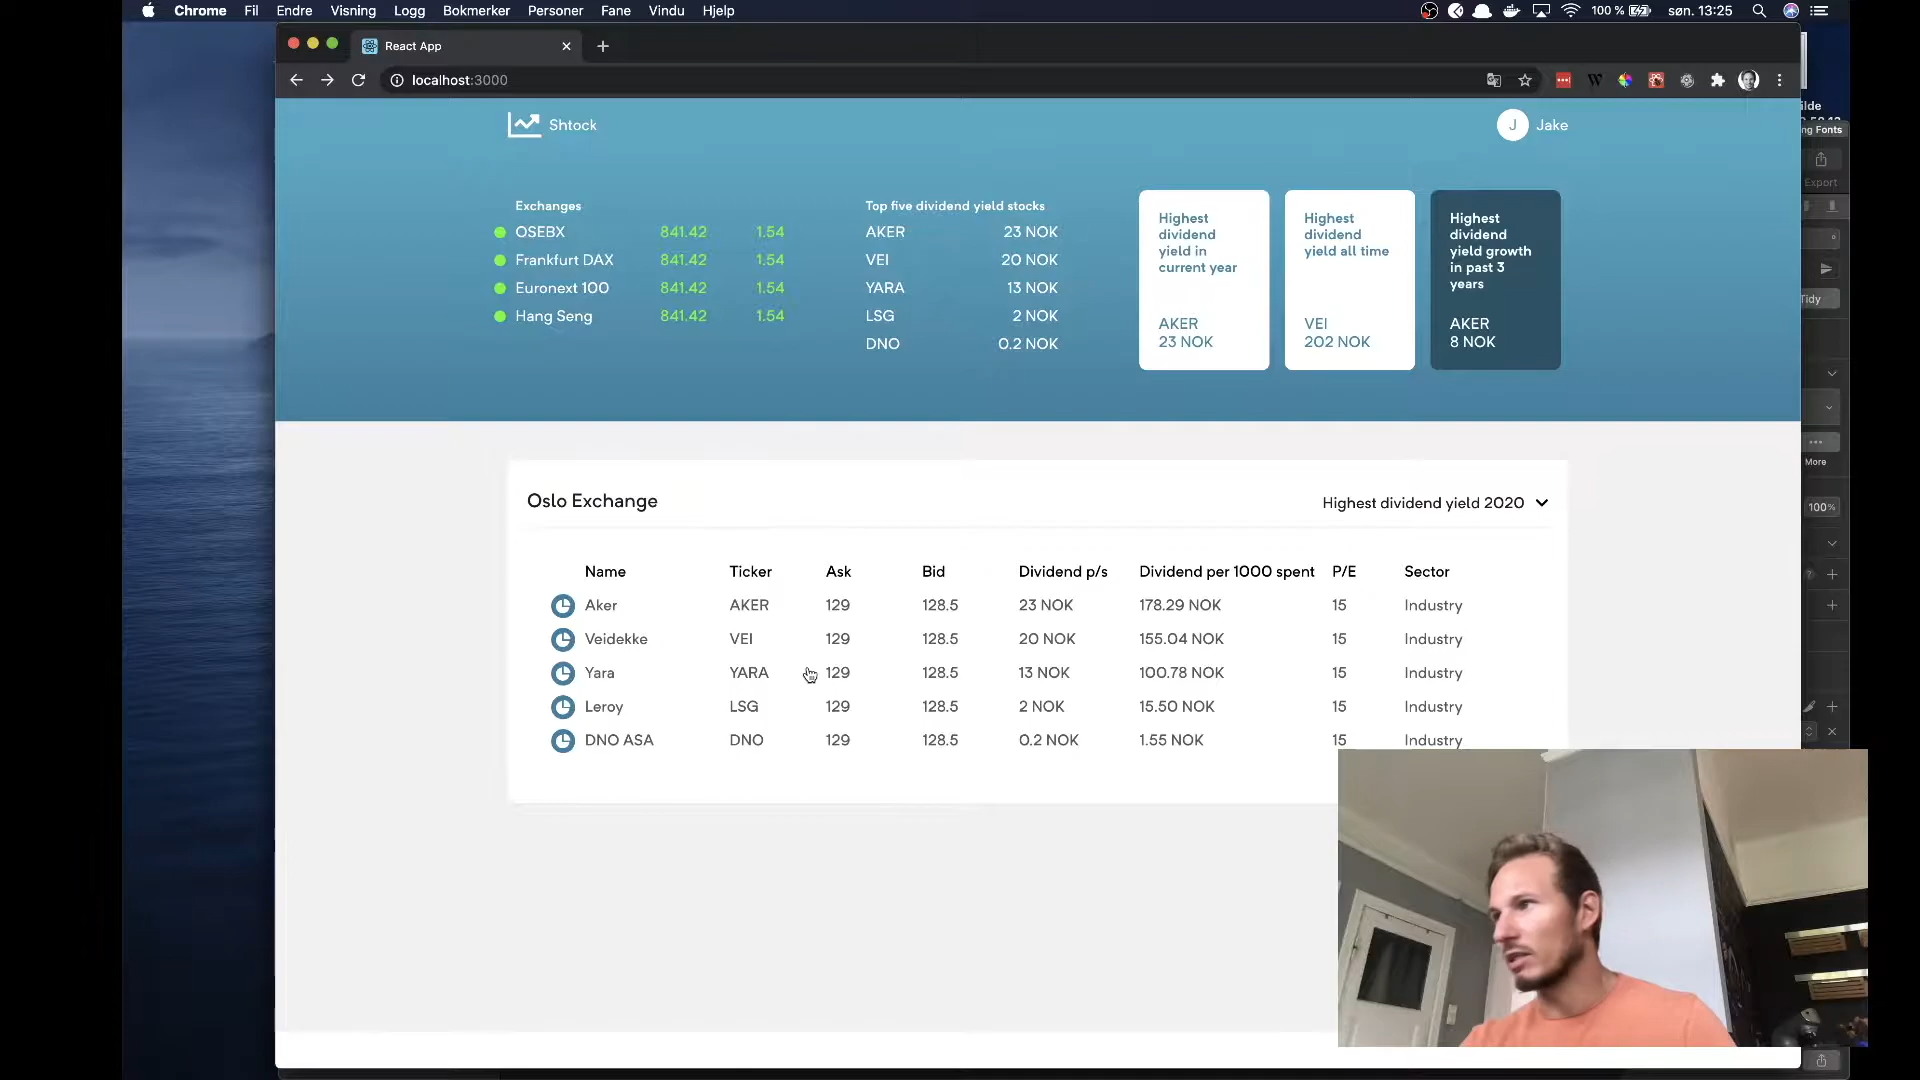 Chrome Fil Endre Visning Logg Bokmerker Personer Fane Vindu Hjelp 100 % søn. 13:25
React App
localhost:3000
ilde
ng Fonts
Export
Tidy
More
100%
Shtock
J Jake
Exchanges
OSEBX 841.42 1.54
Frankfurt DAX 841.42 1.54
Euronext 100 841.42 1.54
Hang Seng 841.42 1.54
Top five dividend yield stocks
AKER 23 NOK
VEI 20 NOK
YARA 13 NOK
LSG 2 NOK
DNO 0.2 NOK
Highest
dividend
yield in
current year
AKER
23 NOK
Highest
dividend
yield all time
VEI
202 NOK
Highest
dividend
yield growth
in past 3
years
AKER
8 NOK
Oslo Exchange
Highest dividend yield 2020
Name Ticker Ask Bid Dividend p/s Dividend per 1000 spent P/E Sector
Aker AKER 129 128.5 23 NOK 178.29 NOK 15 Industry
Veidekke VEI 129 128.5 20 NOK 155.04 NOK 15 Industry
Yara YARA 129 128.5 13 NOK 100.78 NOK 15 Industry
Leroy LSG 129 128.5 2 NOK 15.50 NOK 15 Industry
DNO ASA DNO 129 128.5 0.2 NOK 1.55 NOK 15 Industry